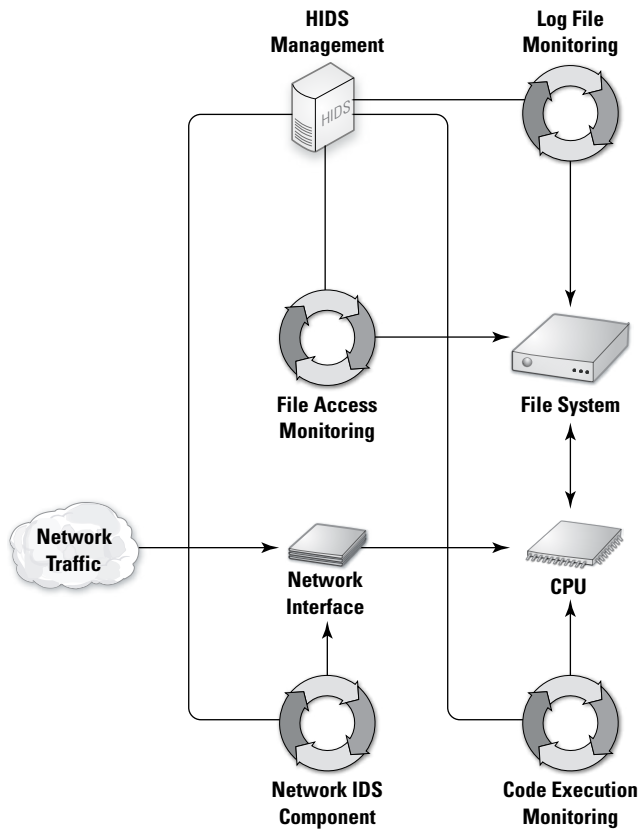 HIDS
Management
Log File
Monitoring
HIDS
File Access
Monitoring
File System
Network
Traffic
Network
Interface
CPU
Network IDS
Component
Code Execution
Monitoring